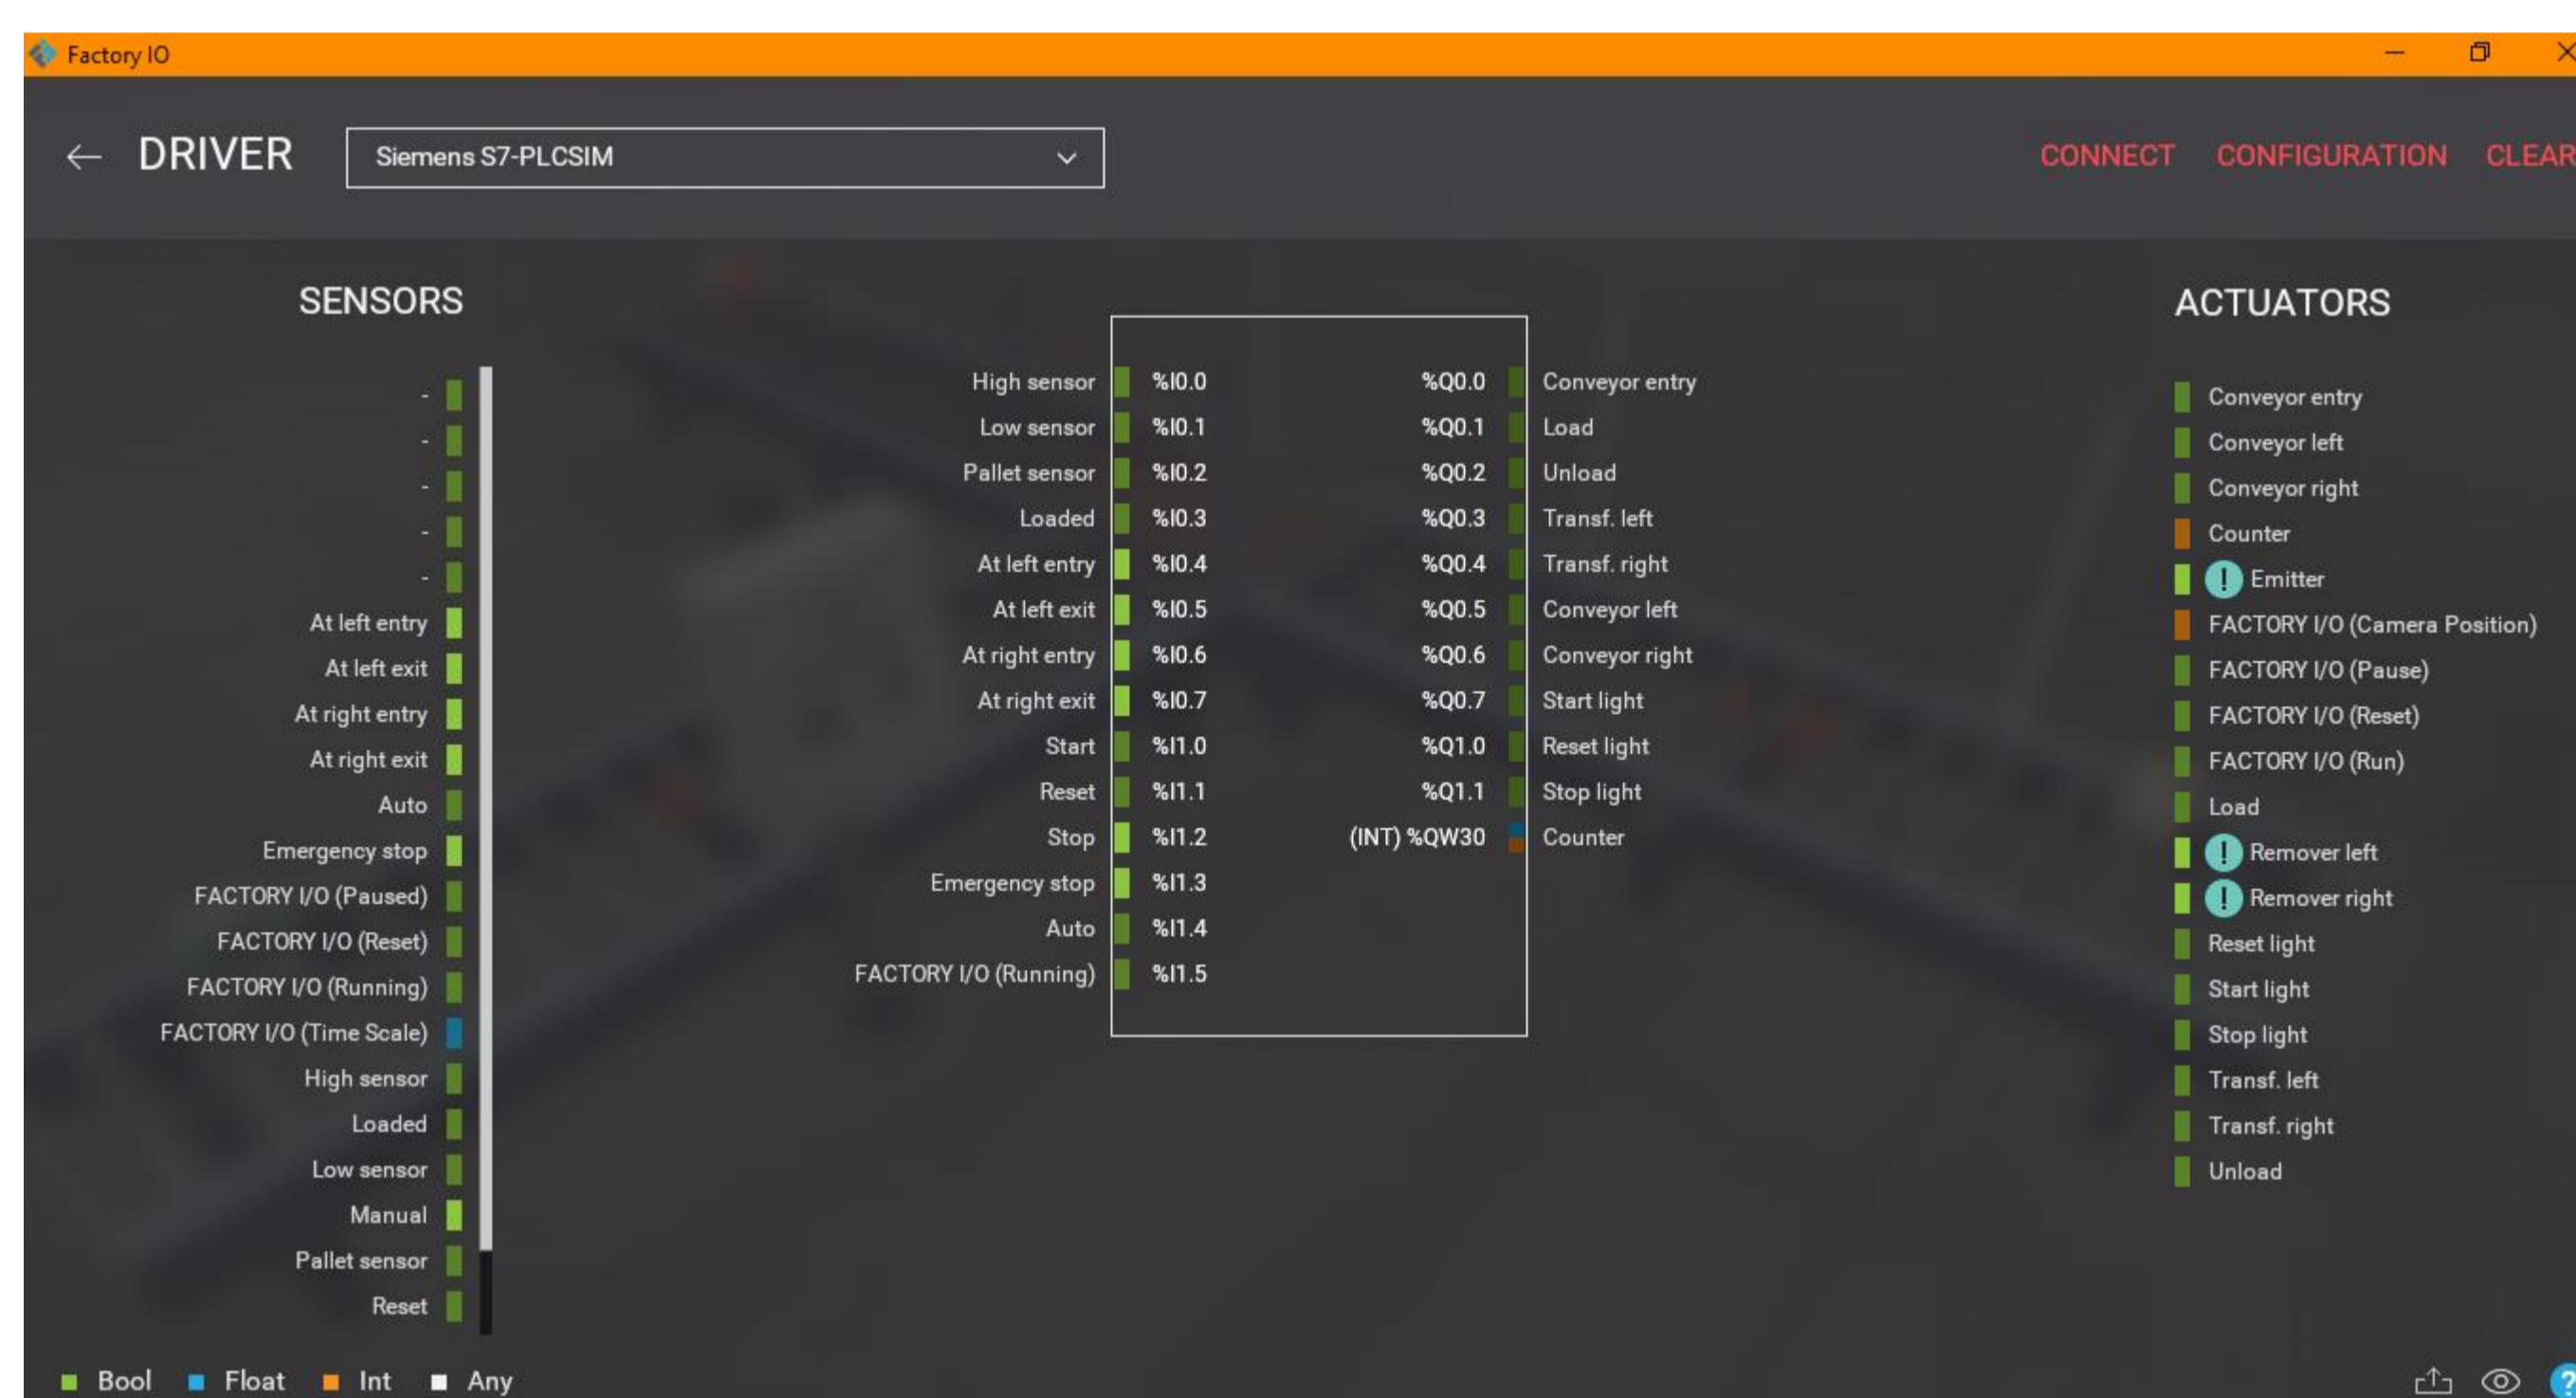 Factory IO
DRIVER Siemens S7-PLCSIM CONNECT CONFIGURATION CLEAR
SENSORS
-
-
-
-
-
At left entry
At left exit
At right entry
At right exit
Auto
Emergency stop
FACTORY I/O (Paused)
FACTORY I/O (Reset)
FACTORY I/O (Running)
FACTORY I/O (Time Scale)
High sensor
Loaded
Low sensor
Manual
Pallet sensor
Reset
High sensor %I0.0 %Q0.0 Conveyor entry
Low sensor %I0.1 %Q0.1 Load
Pallet sensor %I0.2 %Q0.2 Unload
Loaded %I0.3 %Q0.3 Transf. left
At left entry %I0.4 %Q0.4 Transf. right
At left exit %I0.5 %Q0.5 Conveyor left
At right entry %I0.6 %Q0.6 Conveyor right
At right exit %I0.7 %Q0.7 Start light
Start %I1.0 %Q1.0 Reset light
Reset %I1.1 %Q1.1 Stop light
Stop %I1.2 (INT) %QW30 Counter
Emergency stop %I1.3
Auto %I1.4
FACTORY I/O (Running) %I1.5
ACTUATORS
Conveyor entry
Conveyor left
Conveyor right
Counter
! Emitter
FACTORY I/O (Camera Position)
FACTORY I/O (Pause)
FACTORY I/O (Reset)
FACTORY I/O (Run)
Load
! Remover left
! Remover right
Reset light
Start light
Stop light
Transf. left
Transf. right
Unload
Bool Float Int Any ?